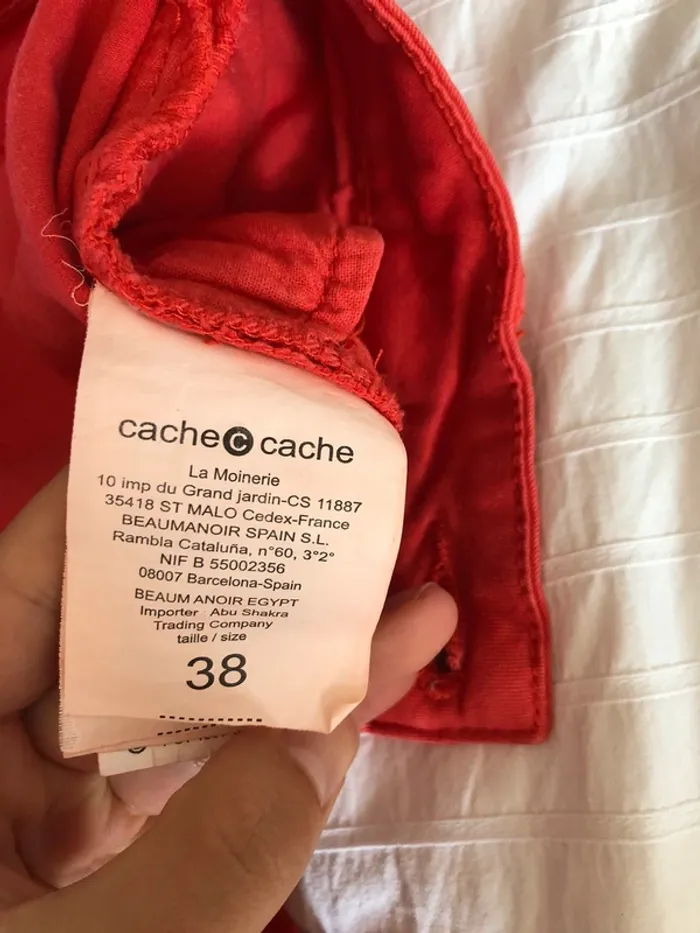 cache c cache
La Moinerie
10 imp du Grand jardin-CS 11887
35418 ST MALO Cedex-France
BEAUMANOIR SPAIN S.L.
Rambla Cataluña, n°60, 3°2°
NIF B 55002356
08007 Barcelona-Spain
BEAUM ANOIR EGYPT
Importer : Abu Shakra
Trading Company
taille / size
38